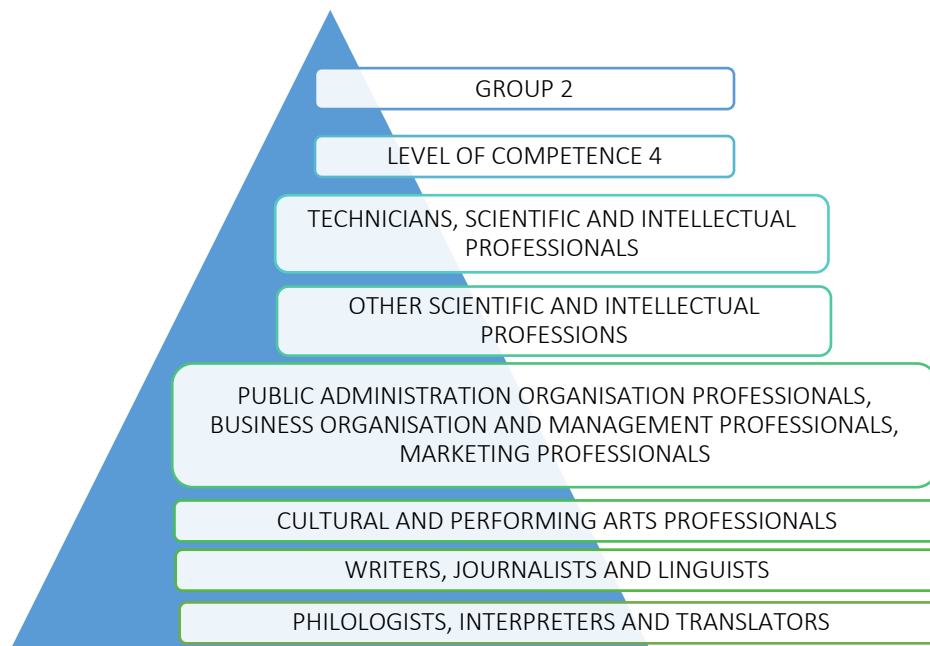 GROUP 2
LEVEL OF COMPETENCE 4
TECHNICIANS, SCIENTIFIC AND INTELLECTUAL
PROFESSIONALS
OTHER SCIENTIFIC AND INTELLECTUAL
PROFESSIONS
PUBLIC ADMINISTRATION ORGANISATION PROFESSIONALS,
BUSINESS ORGANISATION AND MANAGEMENT PROFESSIONALS,
MARKETING PROFESSIONALS
CULTURAL AND PERFORMING ARTS PROFESSIONALS
WRITERS, JOURNALISTS AND LINGUISTS
PHILOLOGISTS, INTERPRETERS AND TRANSLATORS